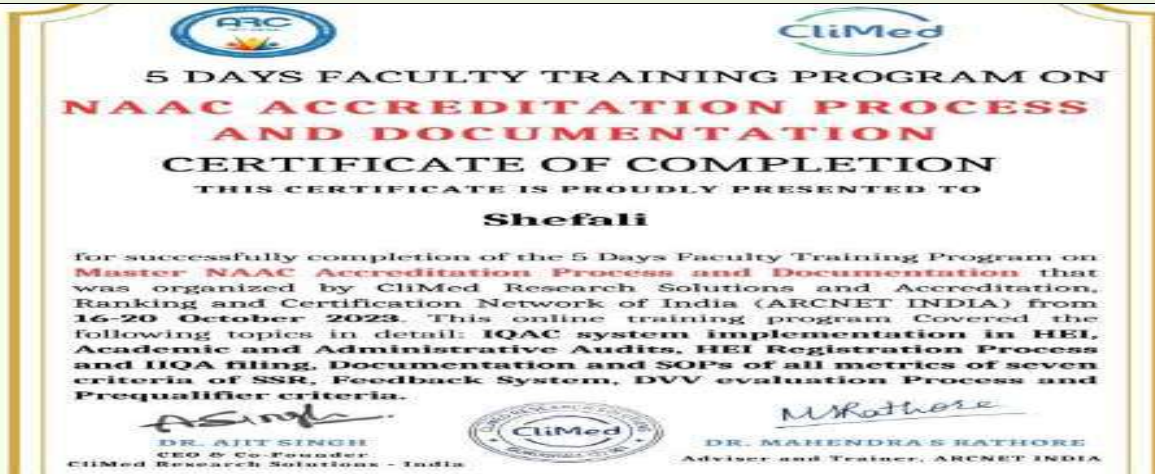 ARC
CliMed
5 DAYS FACULTY TRAINING PROGRAM ON
NAAC ACCREDITATION PROCESS
AND DOCUMENTATION
CERTIFICATE OF COMPLETION
THIS CERTIFICATE IS PROUDLY PRESENTED TO
Shefali
for successfully completion of the 5 Days Faculty Training Program on
Master NAAC Accreditation Process and Documentation that
was organized by CliMed Research Solutions and Accreditation,
Ranking and Certification Network of India (ARCNET INDIA) from
16-20 October 2023. This online training program Covered the
following topics in detail: IQAC system implementation in HEI,
Academic and Administrative Audits, HEI Registration Process
and IIQA filing, Documentation and SOPs of all metrics of seven
criteria of SSR, Feedback System, DVV evaluation Process and
Prequalifier criteria.
ASingh
CliMed
MSRathore
DR. AJIT SINGH
DR. MAHENDRA S RATHORE
CEO & Co-Founder
CliMed Research Solutions - India
Adviser and Trainer, ARCNET INDIA